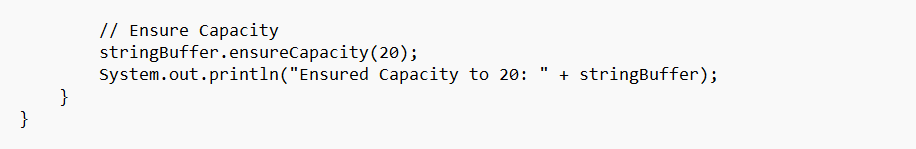 // Ensure Capacity
stringBuffer.ensureCapacity(20);
System.out.println("Ensured Capacity to 20: " + stringBuffer);
}
}